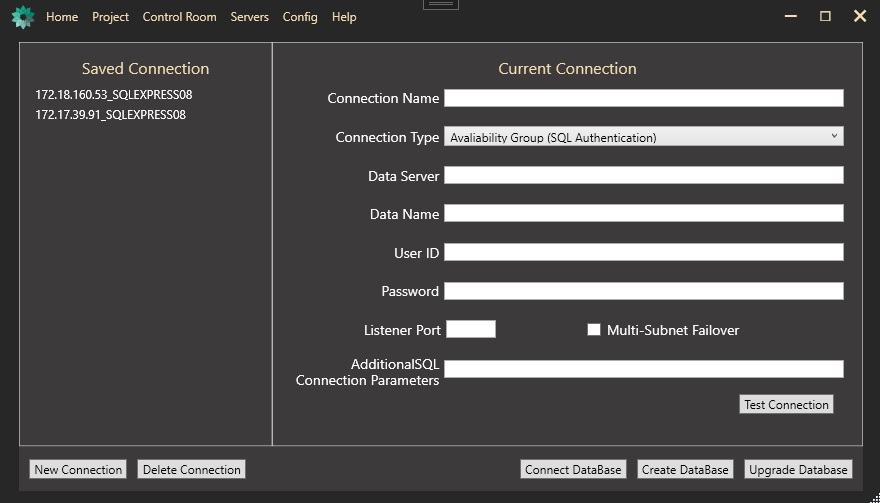 Home Project Control Room Servers Config Help
Saved Connection
172.18.160.53_SQLEXPRESS08
172.17.39.91_SQLEXPRESS08
Current Connection
Connection Name
Connection Type Avaliability Group (SQL Authentication)
Data Server
Data Name
User ID
Password
Listener Port Multi-Subnet Failover
AdditionalSQL
Connection Parameters
Test Connection
New Connection Delete Connection Connect DataBase Create DataBase Upgrade Database